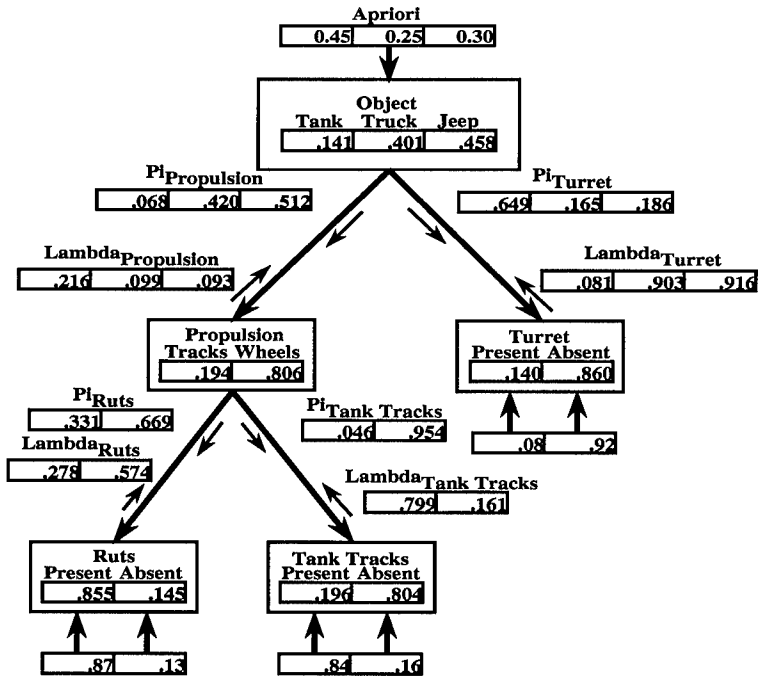 Apriori
0.45 0.25 0.30
Object
Tank Truck Jeep
.141 .401 .458
Pi Propulsion
.068 .420 .512
Pi Turret
.649 .165 .186
Lambda Propulsion
.216 .099 .093
Lambda Turret
.081 .903 .916
Propulsion
Tracks Wheels
.194 .806
Turret
Present Absent
.140 .860
Pi Ruts
.331 .669
Pi Tank Tracks
.046 .954
.08 .92
Lambda Ruts
.278 .574
Lambda Tank Tracks
.799 .161
Ruts
Present Absent
.855 .145
Tank Tracks
Present Absent
.196 .804
.87 .13
.84 .16